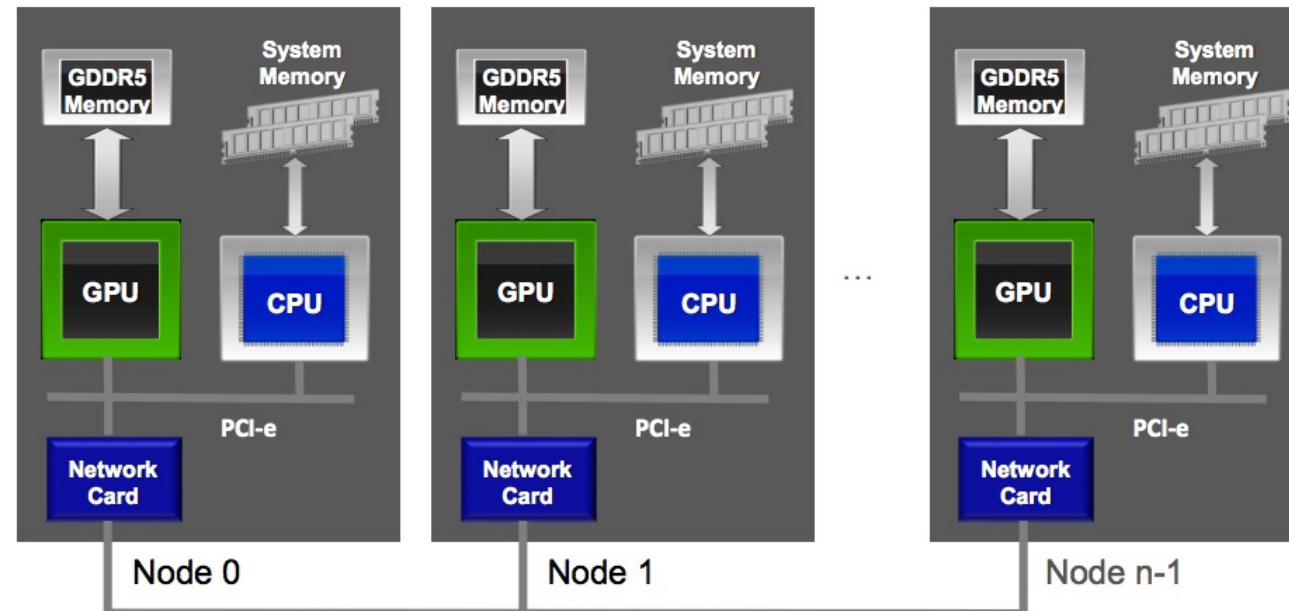 GDDR5
Memory
System
Memory
GPU
CPU
PCI-e
Network
Card
Node 0
GDDR5
Memory
System
Memory
GPU
CPU
PCI-e
Network
Card
Node 1
...
GDDR5
Memory
System
Memory
GPU
CPU
PCI-e
Network
Card
Node n-1